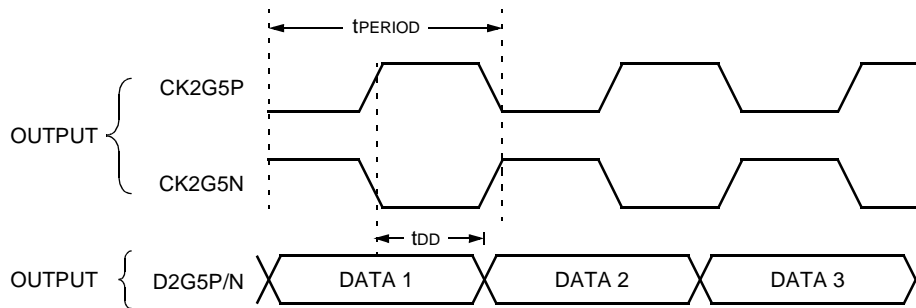 tPERIOD
CK2G5P
OUTPUT
CK2G5N
tDD
OUTPUT
D2G5P/N
DATA 1
DATA 2
DATA 3